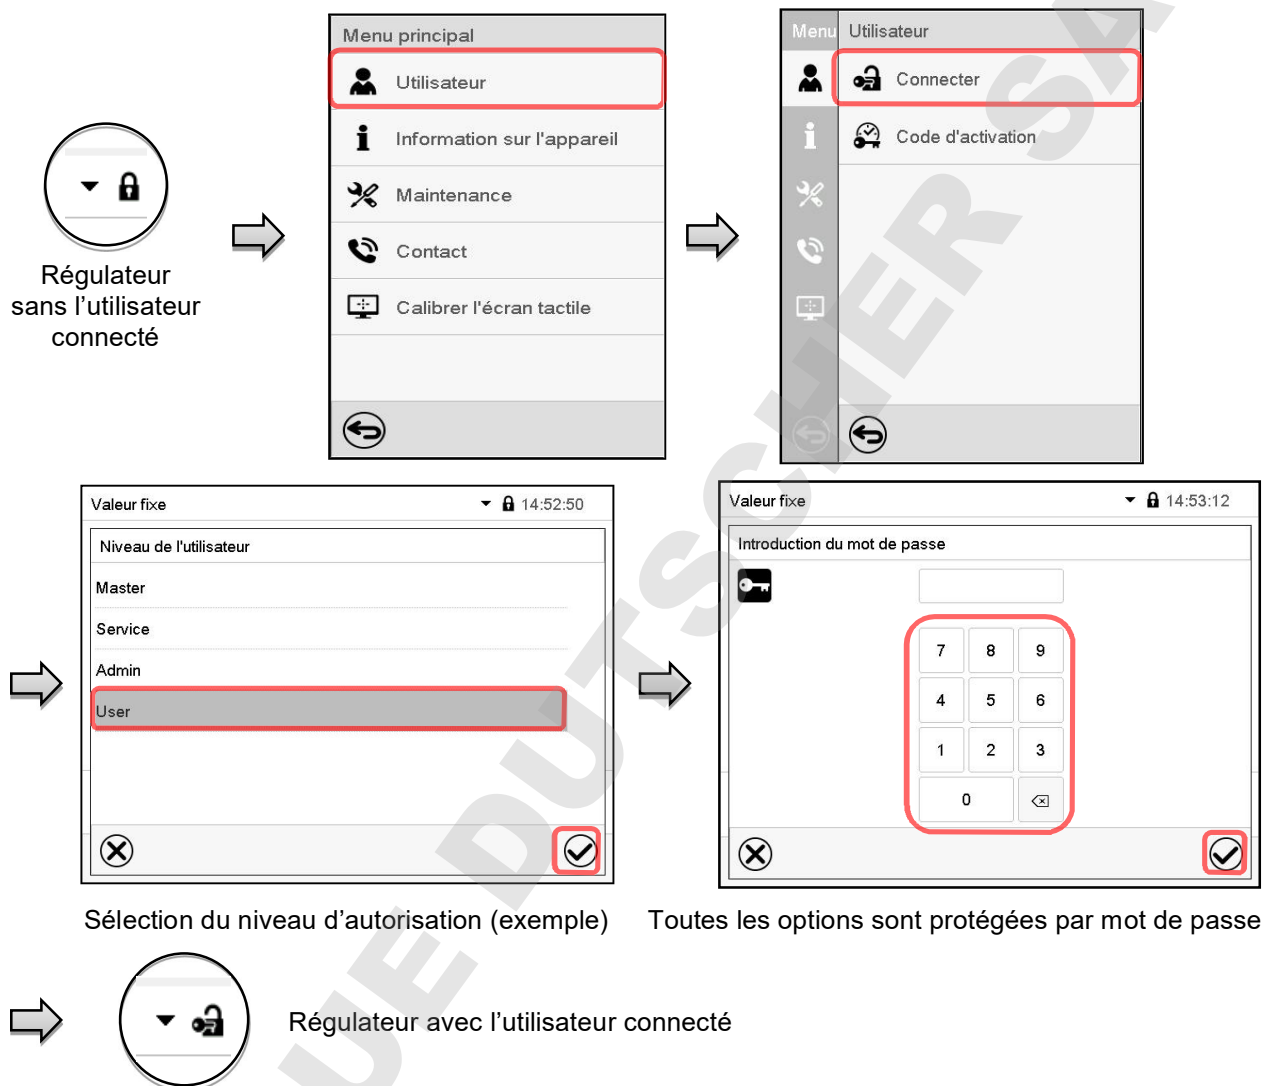 Menu principal
Utilisateur
Information sur l'appareil
Maintenance
Contact
Calibrer l'écran tactile
Régulateur
sans l’utilisateur
connecté
Menu
Utilisateur
Connecter
Code d'activation
Valeur fixe
14:52:50
Niveau de l'utilisateur
Master
Service
Admin
User
Valeur fixe
14:53:12
Introduction du mot de passe
7 8 9
4 5 6
1 2 3
0
Sélection du niveau d’autorisation (exemple)
Toutes les options sont protégées par mot de passe
Régulateur avec l’utilisateur connecté
UE DUTSCHER SA